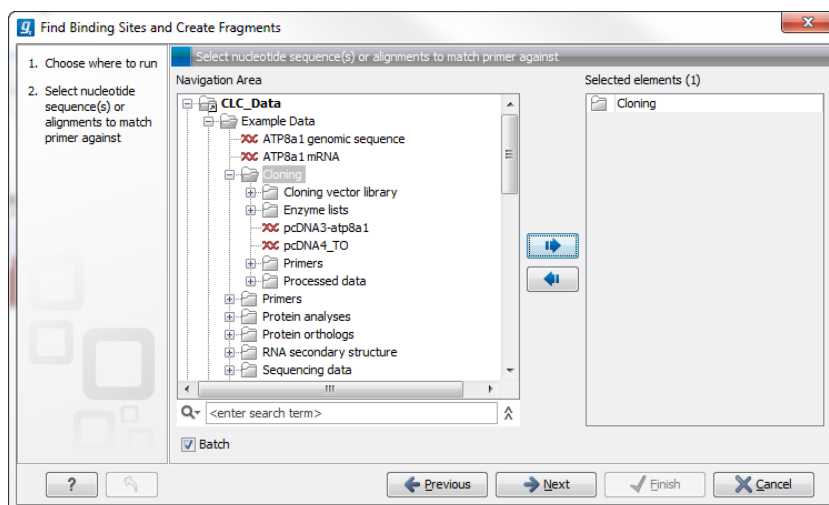 Find Binding Sites and Create Fragments
1. Choose where to run
2. Select nucleotide
sequence(s) or
alignments to match
primer against
Select nucleotide sequence(s) or alignments to match primer against
Navigation Area
CLC_Data
Example Data
ATP8a1 genomic sequence
ATP8a1 mRNA
Cloning
Cloning vector library
Enzyme lists
pcDNA3-atp8a1
pcDNA4_TO
Primers
Processed data
Primers
Protein analyses
Protein orthologs
RNA secondary structure
Sequencing data
<enter search term>
Batch
Selected elements (1)
Cloning
?
Previous
Next
Finish
Cancel